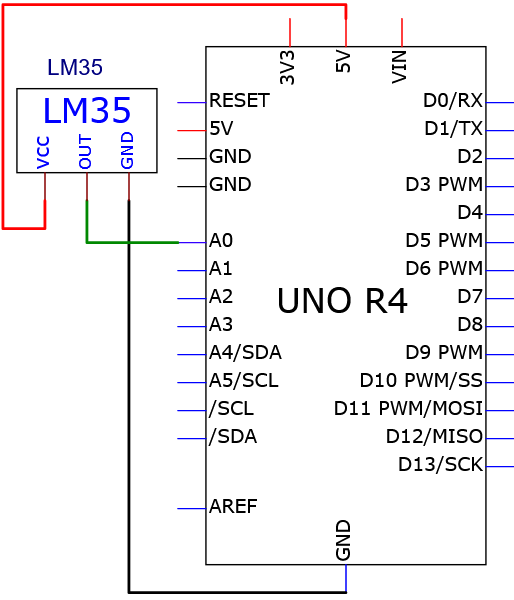 LM35
LM35
VCC
OUT
GND
3V3
5V
VIN
RESET
5V
GND
GND
A0
A1
A2
A3
A4/SDA
A5/SCL
/SCL
/SDA
AREF
UNO R4
D0/RX
D1/TX
D2
D3 PWM
D4
D5 PWM
D6 PWM
D7
D8
D9 PWM
D10 PWM/SS
D11 PWM/MOSI
D12/MISO
D13/SCK
GND